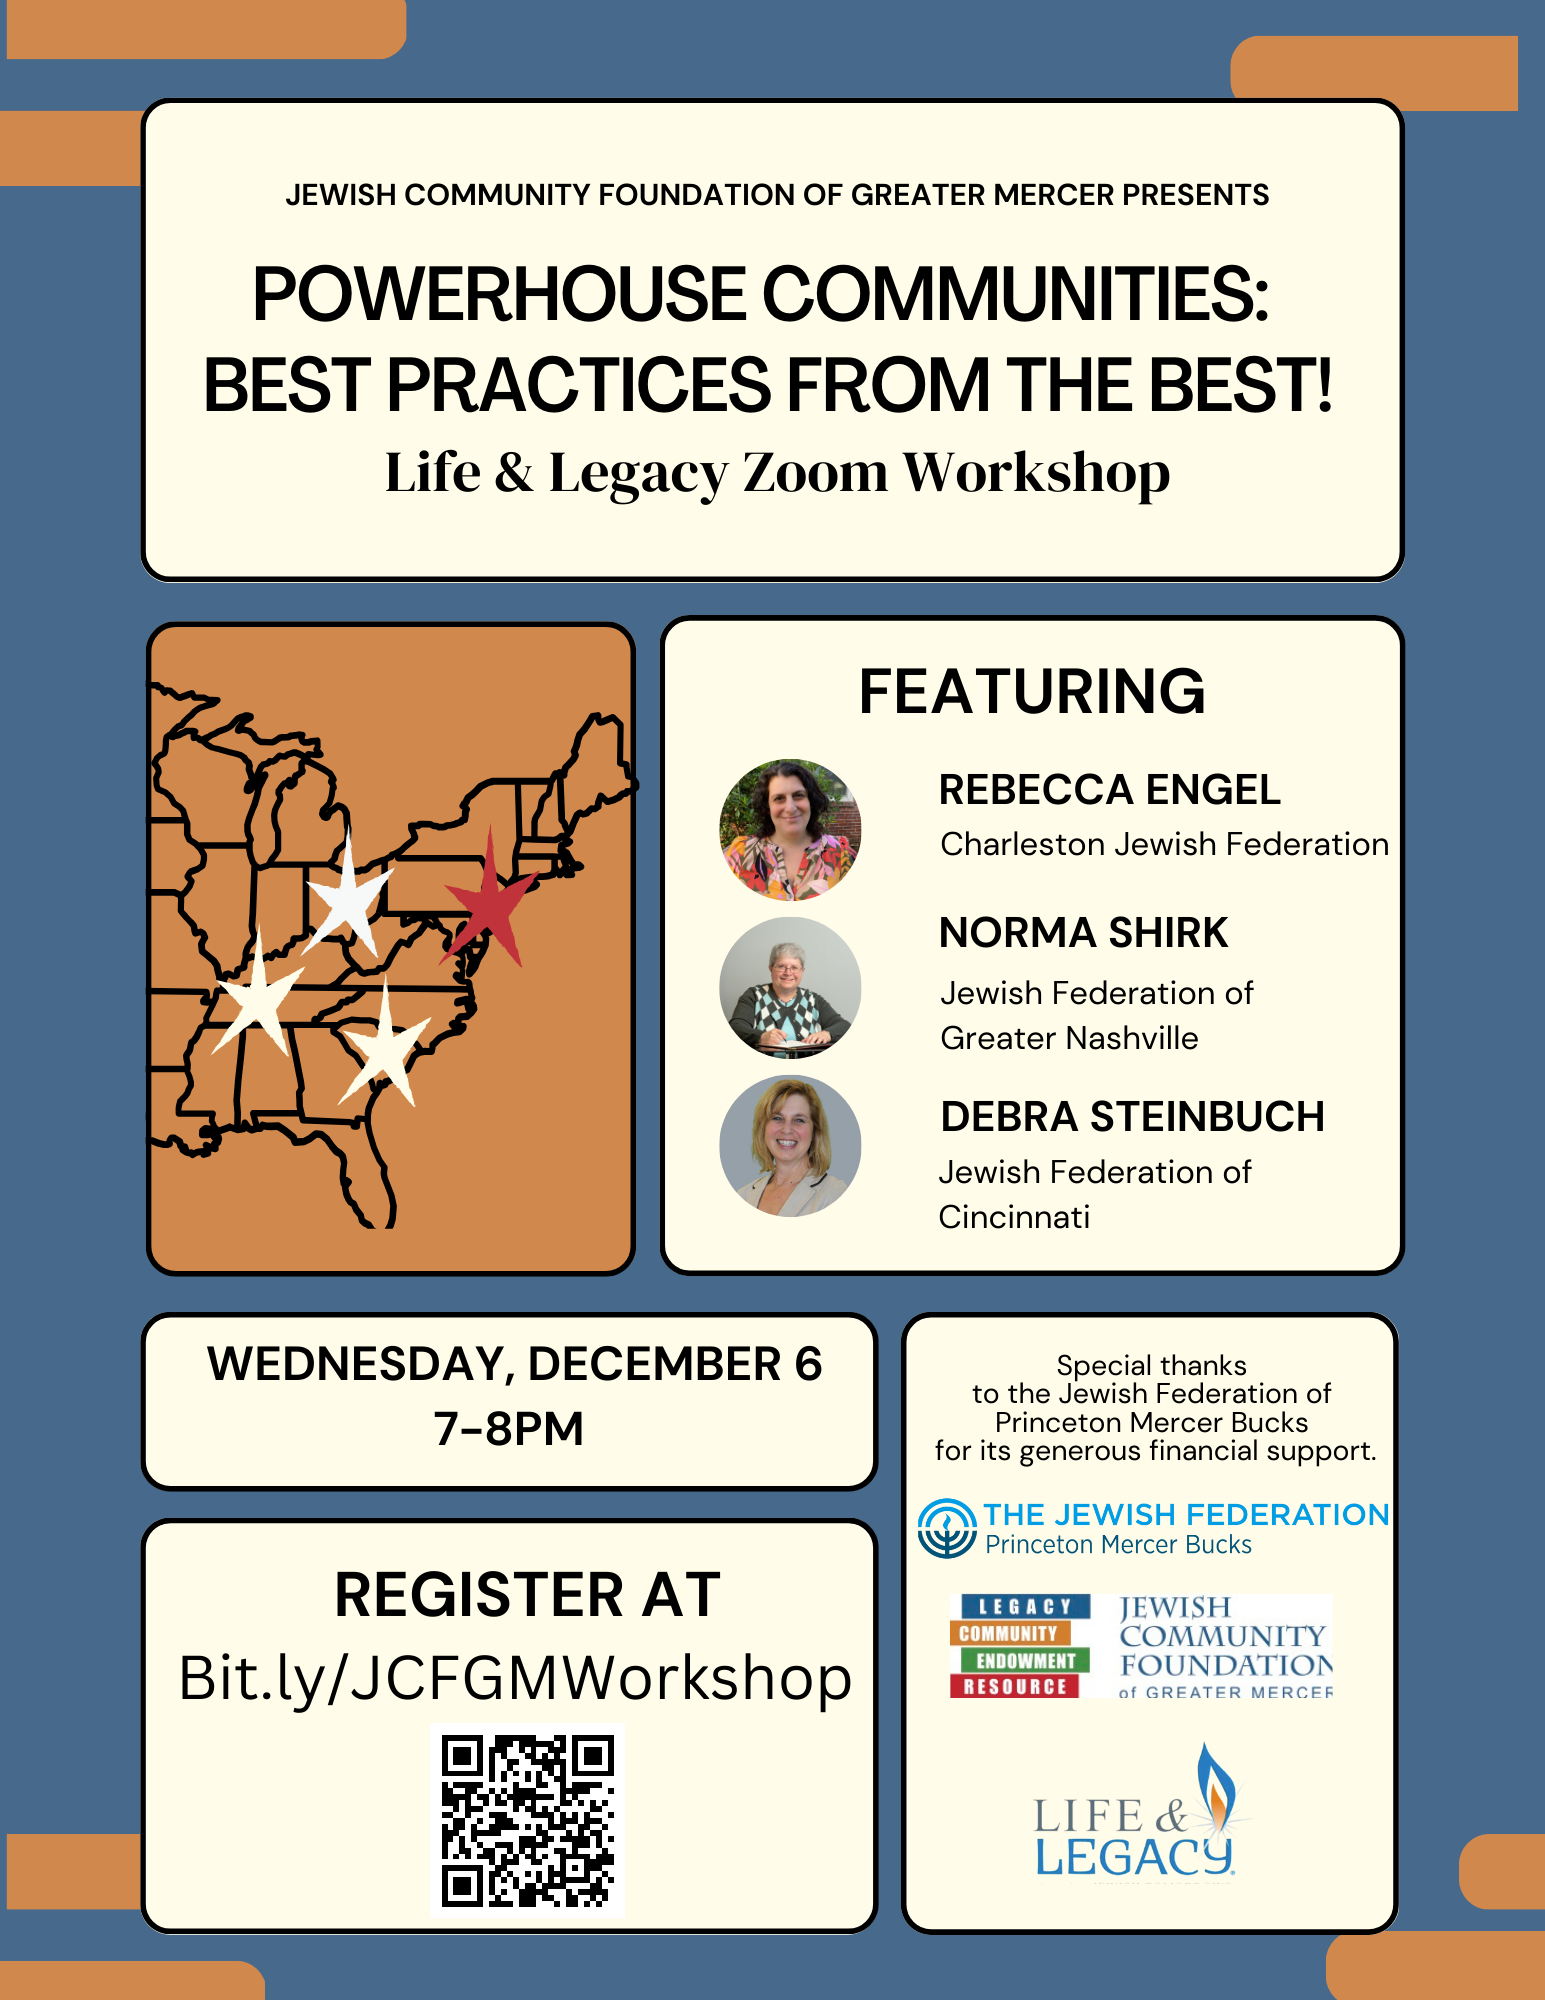 JEWISH COMMUNITY FOUNDATION OF GREATER MERCER PRESENTS
POWERHOUSE COMMUNITIES:
BEST PRACTICES FROM THE BEST!
Life & Legacy Zoom Workshop
FEATURING
REBECCA ENGEL
Charleston Jewish Federation
NORMA SHIRK
Jewish Federation of
Greater Nashville
DEBRA STEINBUCH
Jewish Federation of
Cincinnati
WEDNESDAY, DECEMBER 6
7-8PM
REGISTER AT
Bit.ly/JCFGMWorkshop
Special thanks
to the Jewish Federation of
Princeton Mercer Bucks
for its generous financial support.
THE JEWISH FEDERATION
Princeton Mercer Bucks
LEGACY
COMMUNITY
ENDOWMENT
RESOURCE
JEWISH
COMMUNITY
FOUNDATION
of GREATER MERCER
LIFE &
LEGACY®